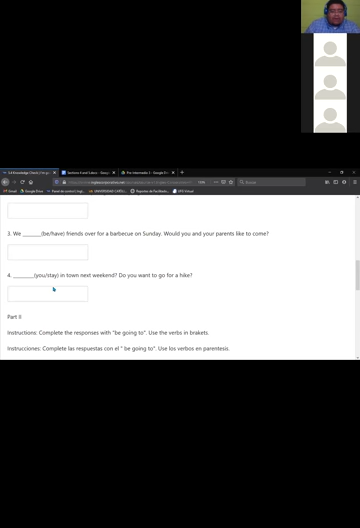 3. We _______(be/have) friends over for a barbecue on Sunday. Would you and your parents like to come?
4. _______(you/stay) in town next weekend? Do you want to go for a hike?
Part II
Instructions: Complete the responses with "be going to". Use the verbs in brakets.
Instrucciones: Complete las respuestas con el " be going to". Use los verbos en parentesis.